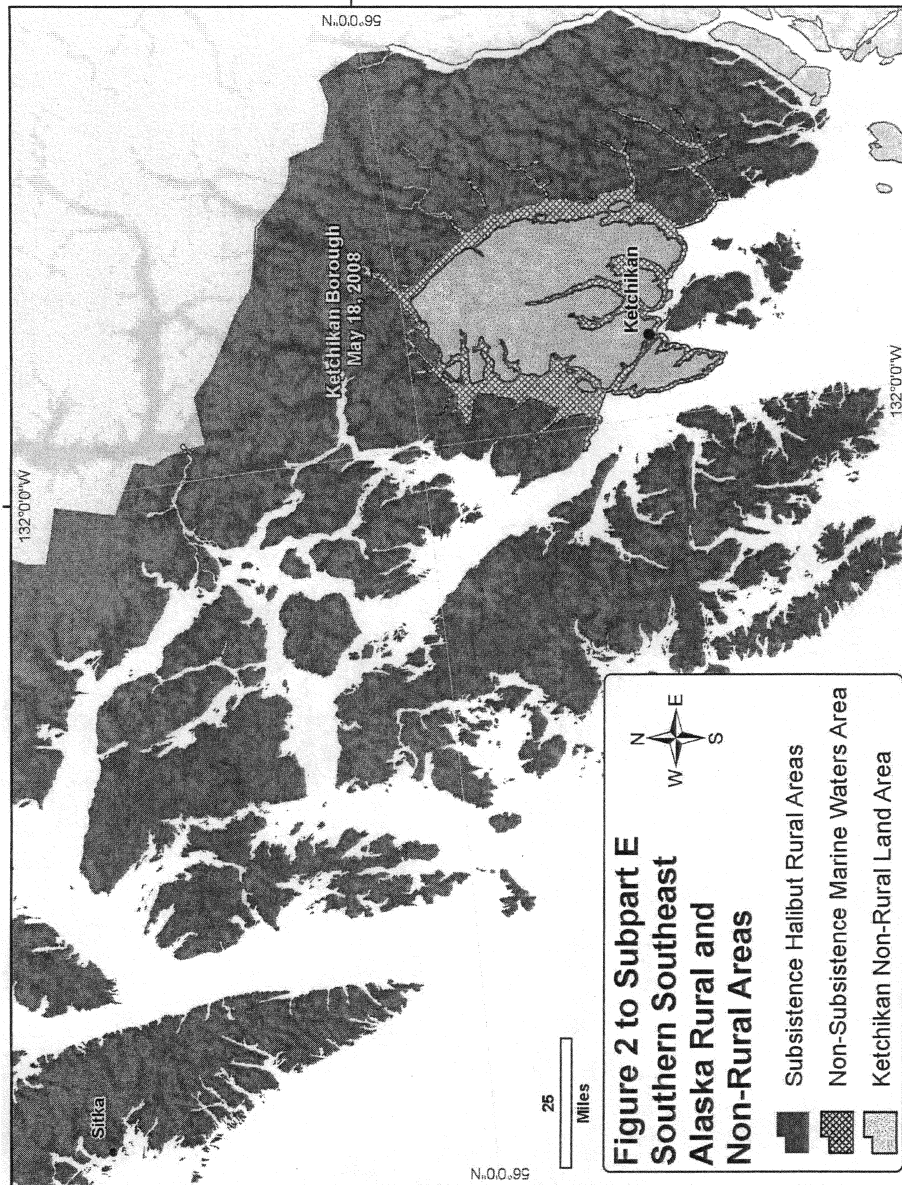 Figure 2 to Subpart E
Southern Southeast
Alaska Rural and
Non-Rural Areas
N
W
E
S
Subsistence Halibut Rural Areas
Non-Subsistence Marine Waters Area
Ketchikan Non-Rural Land Area
25
Miles
Sitka
Ketchikan Borough
May 18, 2008
Ketchikan
132°0'0"W
132°0'0"W
56°0'0"N
56°0'0"N